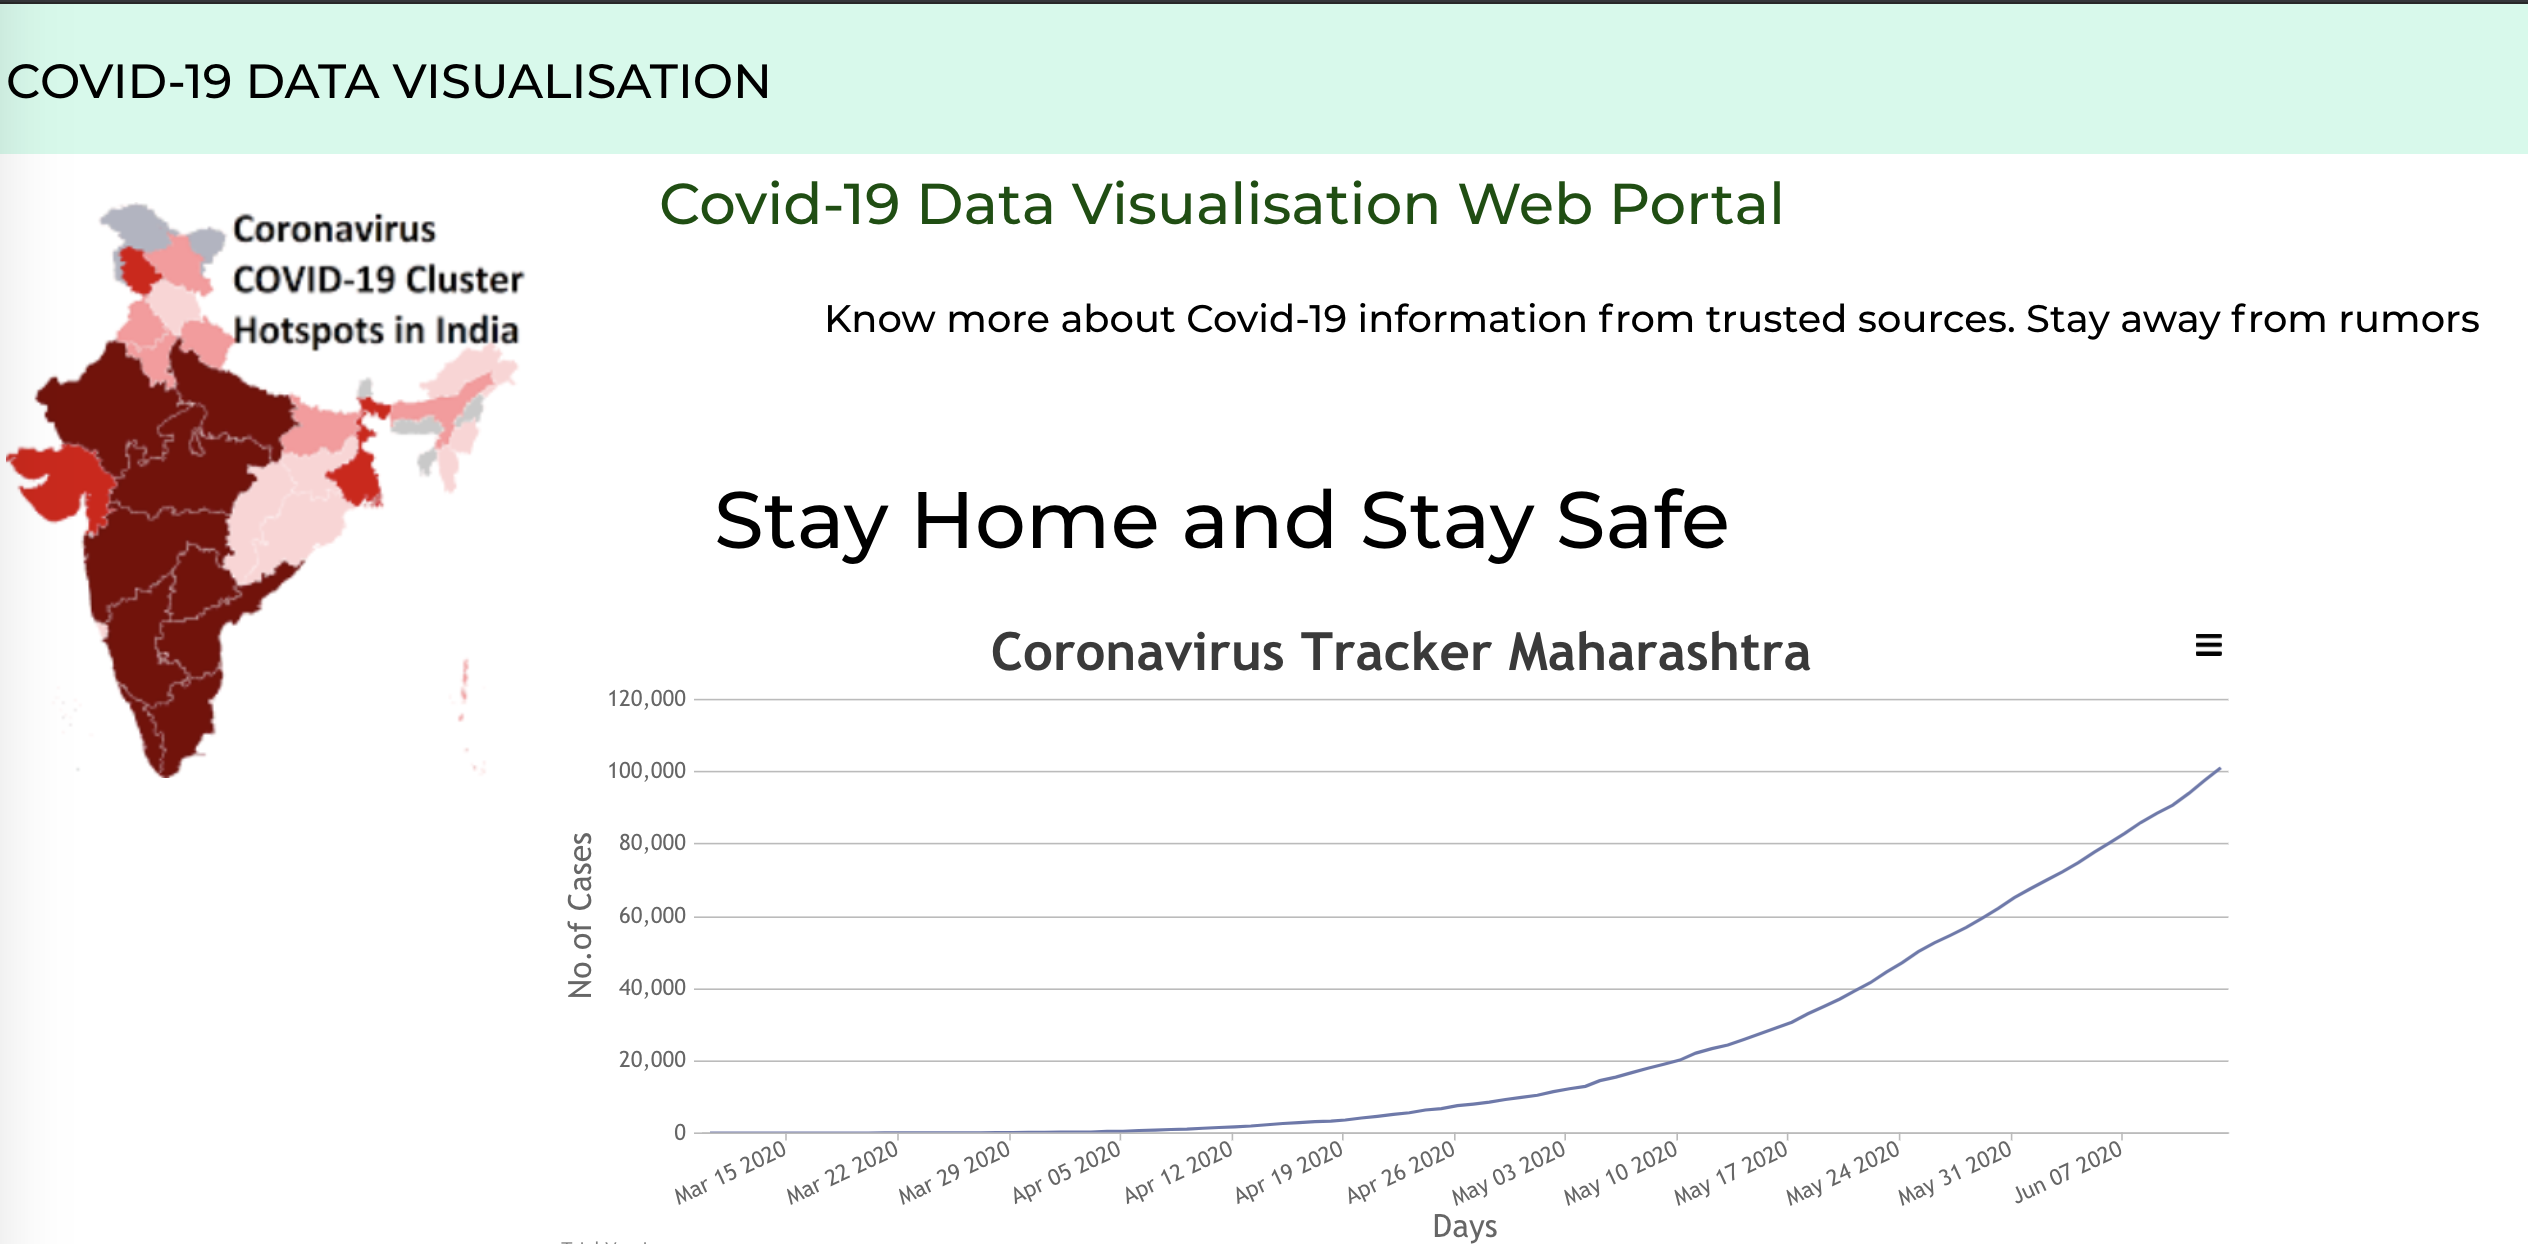 COVID-19 DATA VISUALISATION
Covid-19 Data Visualisation Web Portal
Coronavirus
COVID-19 Cluster
Hotspots in India
Know more about Covid-19 information from trusted sources. Stay away from rumors
Stay Home and Stay Safe
Coronavirus Tracker Maharashtra
120,000
100,000
80,000
60,000
40,000
20,000
0
No.of Cases
Mar 15 2020
Mar 22 2020
Mar 29 2020
Apr 05 2020
Apr 12 2020
Apr 19 2020
Apr 26 2020
May 03 2020
May 10 2020
May 17 2020
May 24 2020
May 31 2020
Jun 07 2020
Days